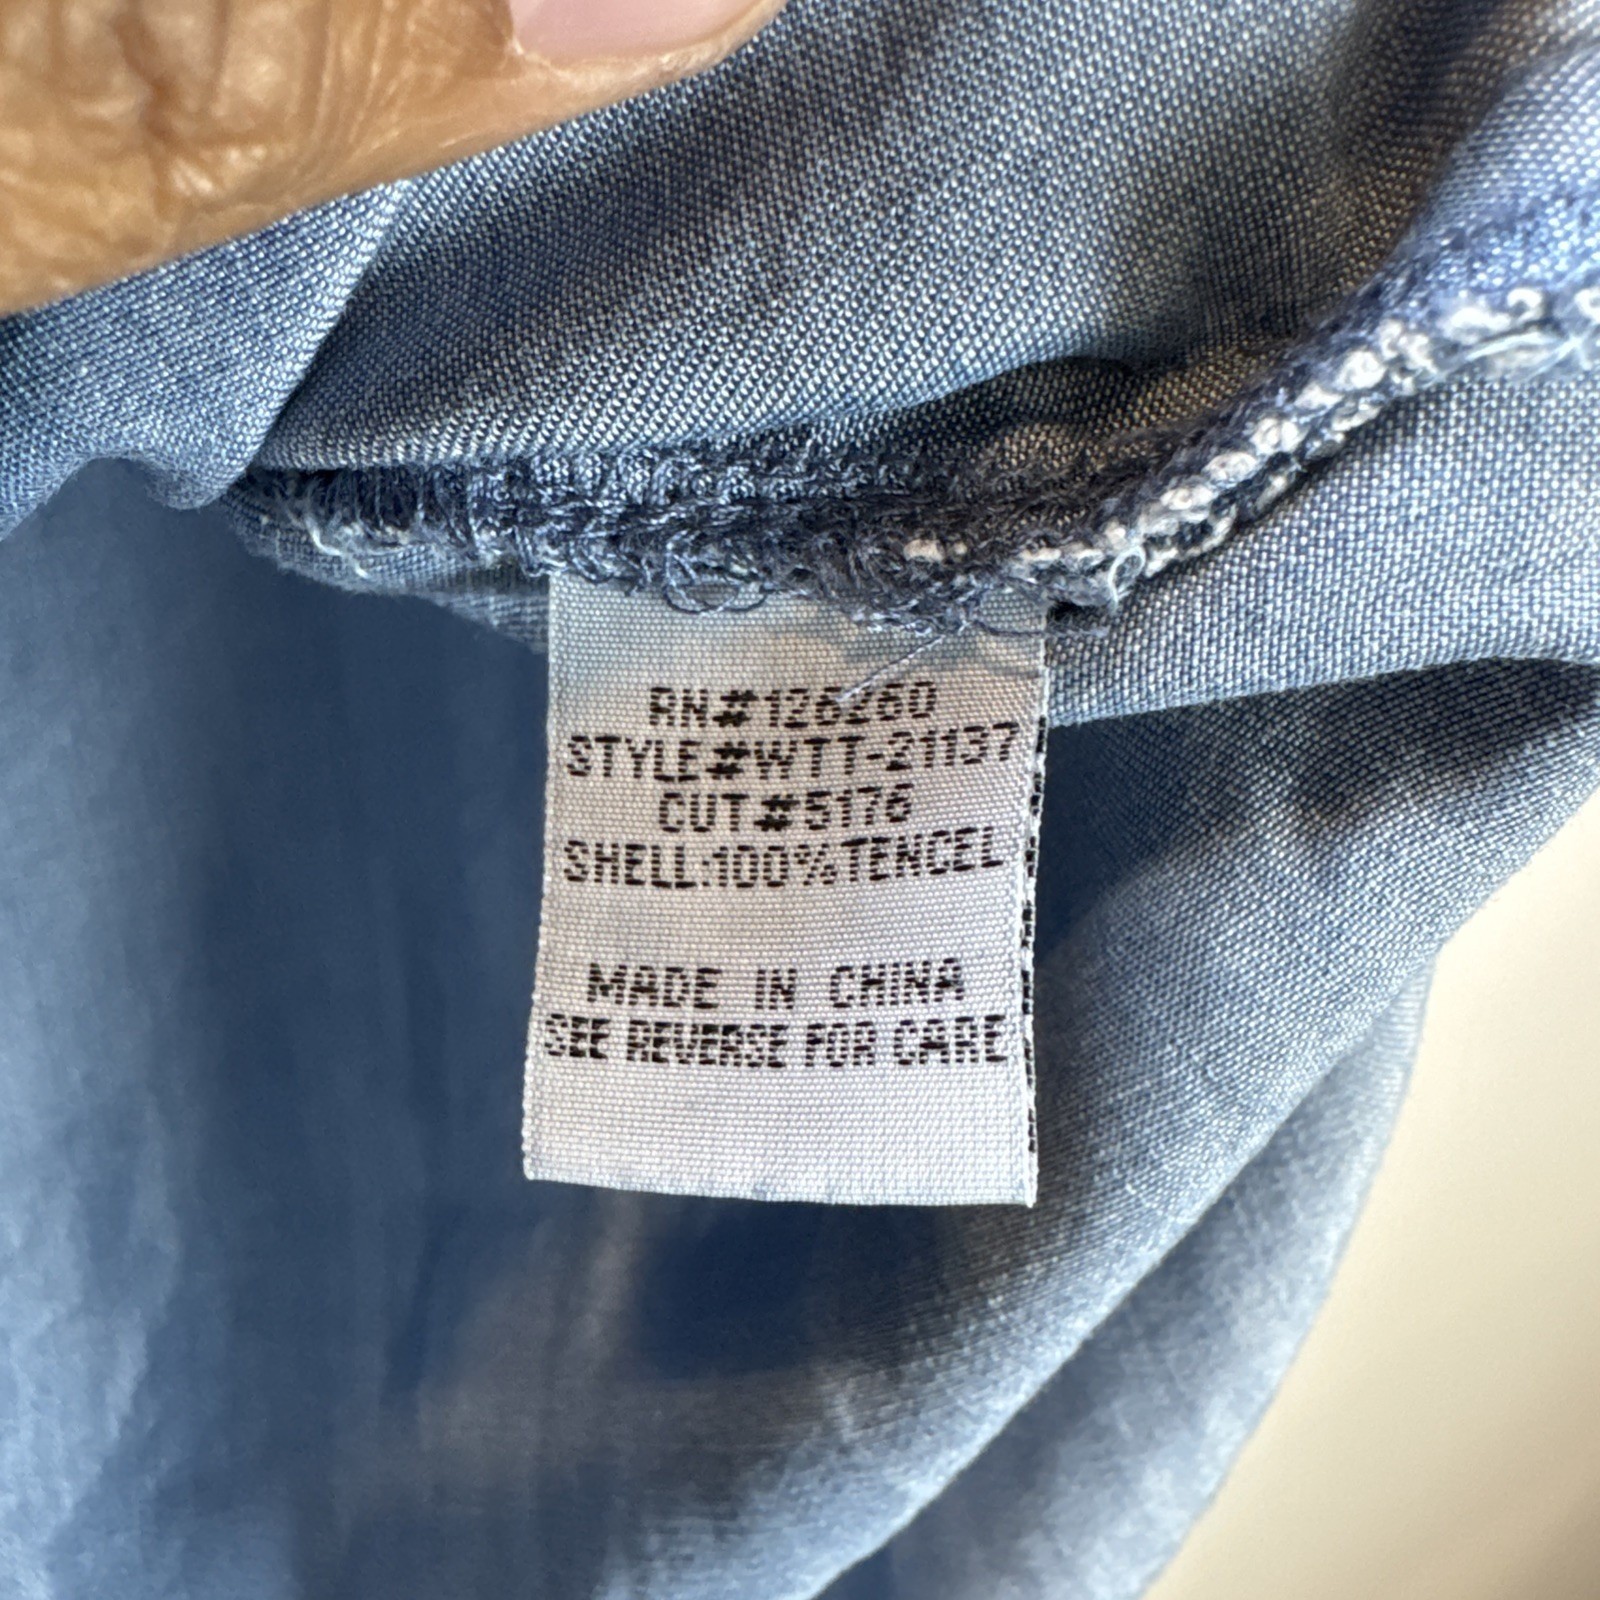 RN#126260
STYLE#WTT-21137
CUT#5176
SHELL:100%TENCEL
MADE IN CHINA
SEE REVERSE FOR CARE